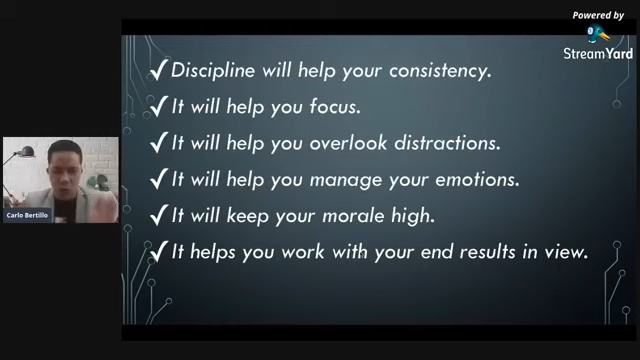 Powered by
StreamYard
✓Discipline will help your consistency.
✓It will help you focus.
✓It will help you overlook distractions.
✓It will help you manage your emotions.
✓It will keep your morale high.
✓It helps you work with your end results in view.
Carlo Bertillo